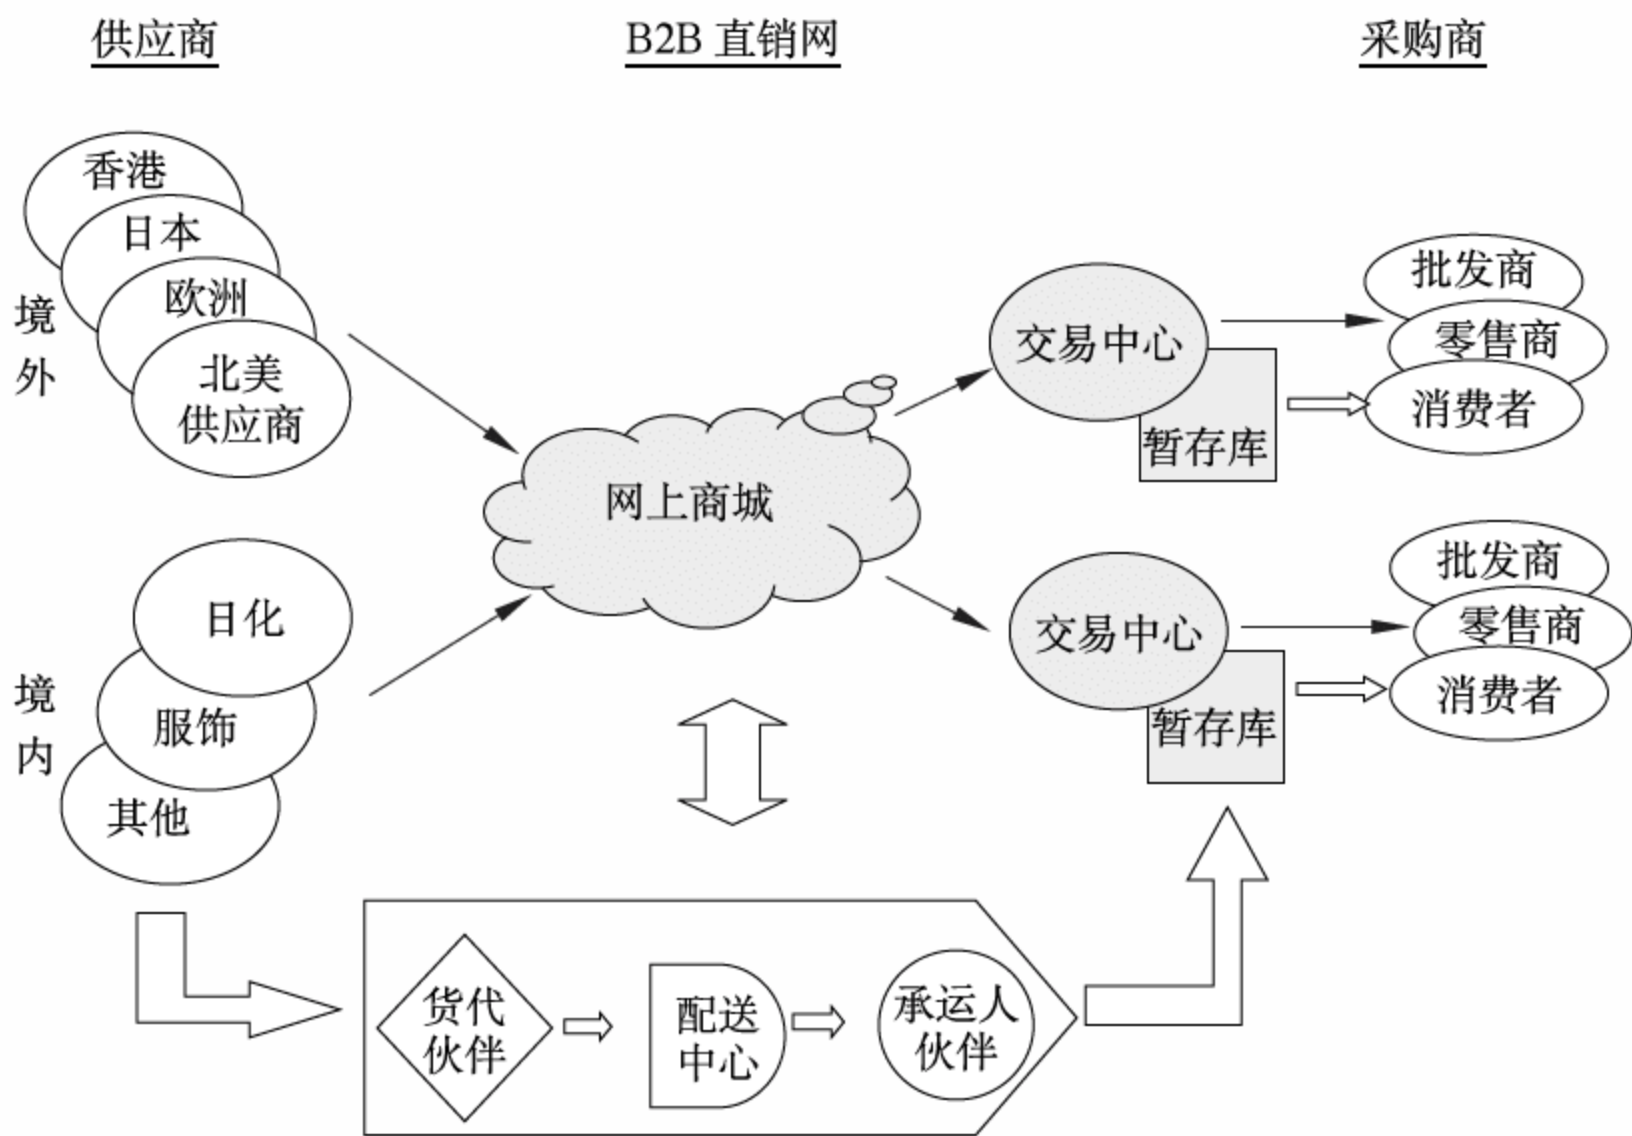 供应商
B2B 直销网
采购商
境外
香港
日本
欧洲
北美
供应商
境内
日化
服饰
其他
网上商城
交易中心
暂存库
批发商
零售商
消费者
交易中心
暂存库
批发商
零售商
消费者
货代
伙伴
配送
中心
承运人
伙伴